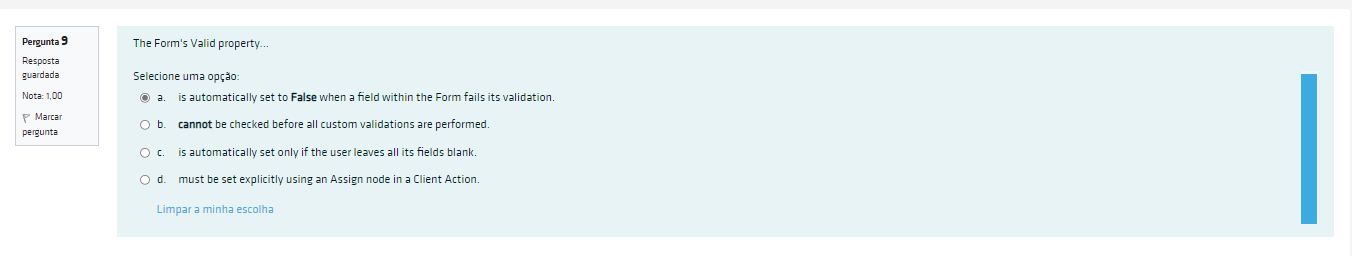 Pergunta 9
Resposta
guardada
Nota: 1,00
Marcar
pergunta
The Form's Valid property...
Selecione uma opção:
a. is automatically set to False when a field within the Form fails its validation.
b. cannot be checked before all custom validations are performed.
c. is automatically set only if the user leaves all its fields blank.
d. must be set explicitly using an Assign node in a Client Action.
Limpar a minha escolha